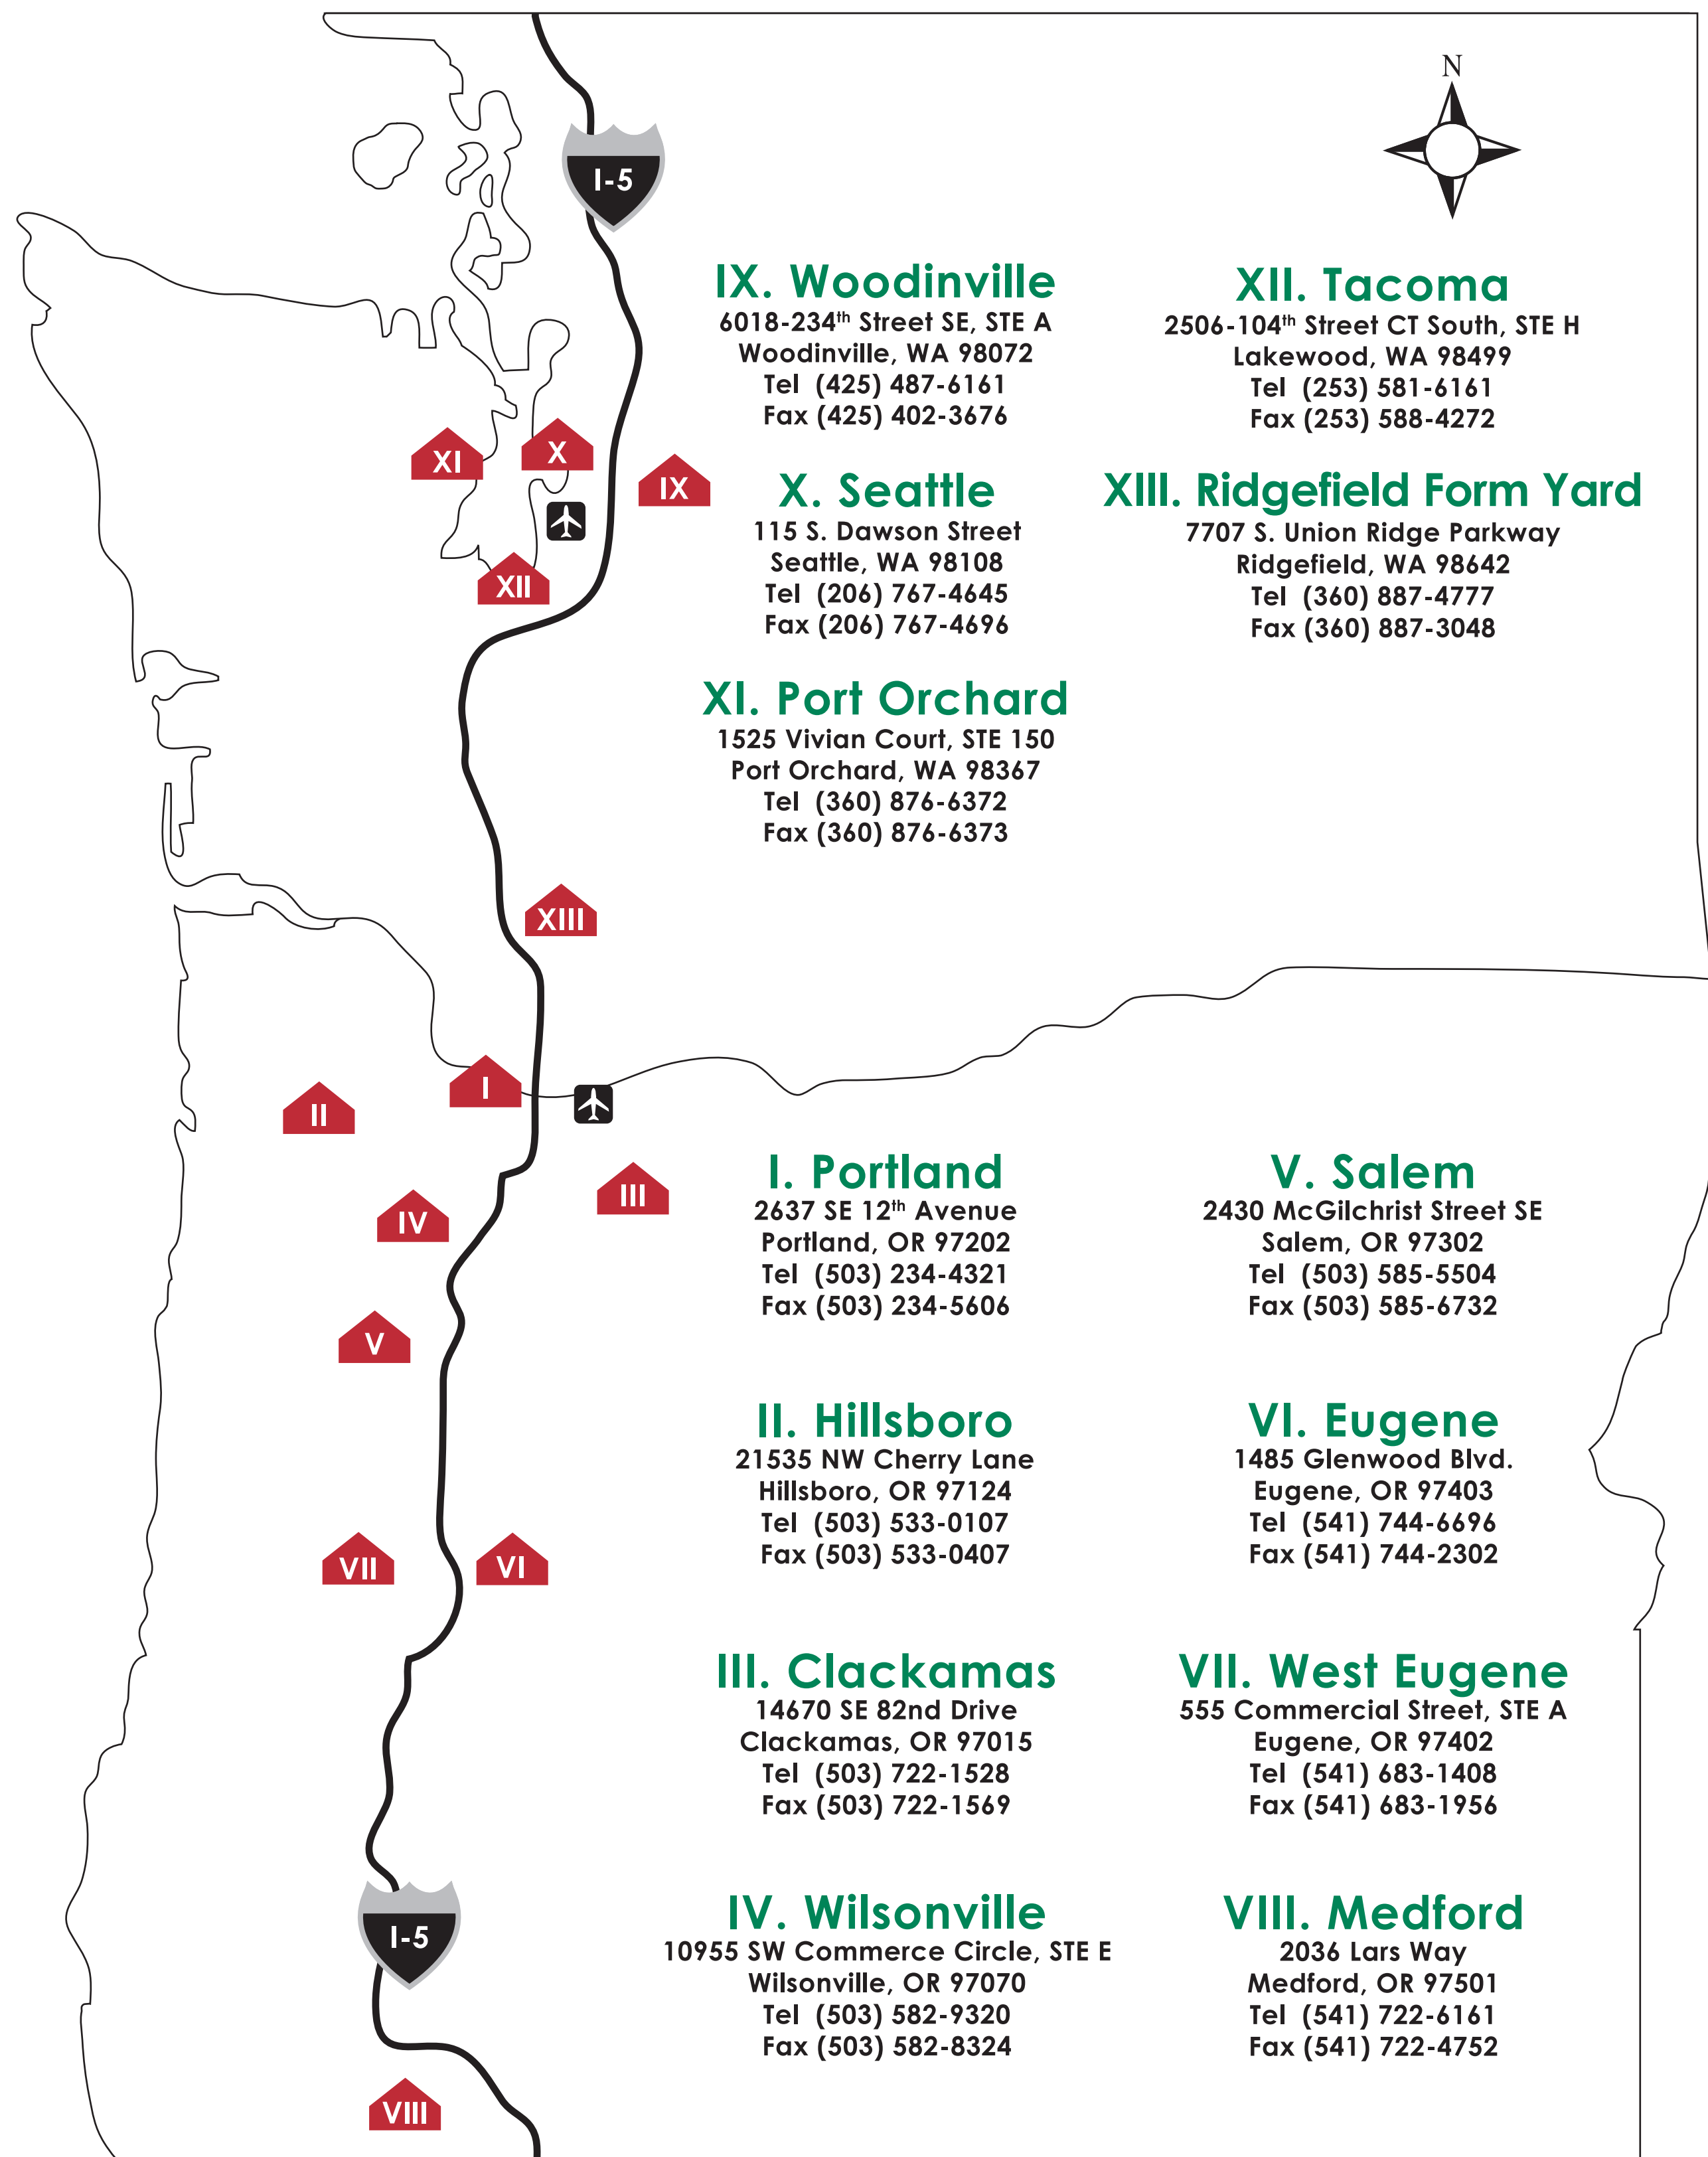 N
I-5
IX. Woodinville
6018-234th Street SE, STE A
Woodinville, WA 98072
Tel (425) 487-6161
Fax (425) 402-3676
XII. Tacoma
2506-104th Street CT South, STE H
Lakewood, WA 98499
Tel (253) 581-6161
Fax (253) 588-4272
X. Seattle
115 S. Dawson Street
Seattle, WA 98108
Tel (206) 767-4645
Fax (206) 767-4696
XIII. Ridgefield Form Yard
7707 S. Union Ridge Parkway
Ridgefield, WA 98642
Tel (360) 887-4777
Fax (360) 887-3048
XI. Port Orchard
1525 Vivian Court, STE 150
Port Orchard, WA 98367
Tel (360) 876-6372
Fax (360) 876-6373
XI
X
IX
XII
XIII
I
II
III
IV
V
VII
VI
I-5
VIII
I. Portland
2637 SE 12th Avenue
Portland, OR 97202
Tel (503) 234-4321
Fax (503) 234-5606
V. Salem
2430 McGilchrist Street SE
Salem, OR 97302
Tel (503) 585-5504
Fax (503) 585-6732
II. Hillsboro
21535 NW Cherry Lane
Hillsboro, OR 97124
Tel (503) 533-0107
Fax (503) 533-0407
VI. Eugene
1485 Glenwood Blvd.
Eugene, OR 97403
Tel (541) 744-6696
Fax (541) 744-2302
III. Clackamas
14670 SE 82nd Drive
Clackamas, OR 97015
Tel (503) 722-1528
Fax (503) 722-1569
VII. West Eugene
555 Commercial Street, STE A
Eugene, OR 97402
Tel (541) 683-1408
Fax (541) 683-1956
IV. Wilsonville
10955 SW Commerce Circle, STE E
Wilsonville, OR 97070
Tel (503) 582-9320
Fax (503) 582-8324
VIII. Medford
2036 Lars Way
Medford, OR 97501
Tel (541) 722-6161
Fax (541) 722-4752